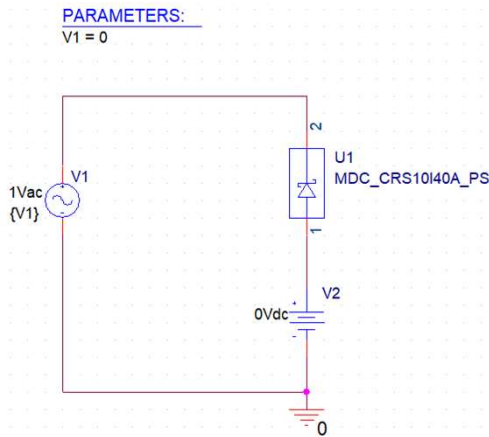 PARAMETERS:
V1 = 0
2
U1
MDC_CRS10I40A_PS
V1
1Vac
{V1}
1
V2
0Vdc
0